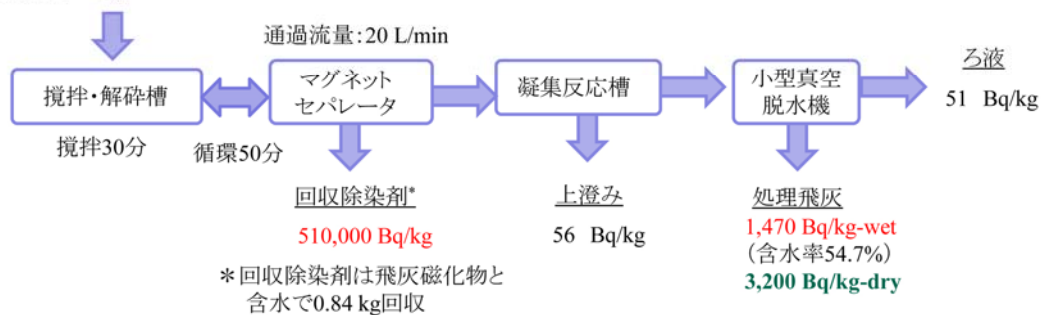 通過流量:20 L/min
攪拌・解砕槽
マグネット
セパレータ
凝集反応槽
小型真空
脱水機
ろ液
51 Bq/kg
攪拌30分
循環50分
回収除染剤*
510,000 Bq/kg
上澄み
56 Bq/kg
処理飛灰
1,470 Bq/kg-wet
(含水率54.7%)
3,200 Bq/kg-dry
*回収除染剤は飛灰磁化物と
含水で0.84 kg回収